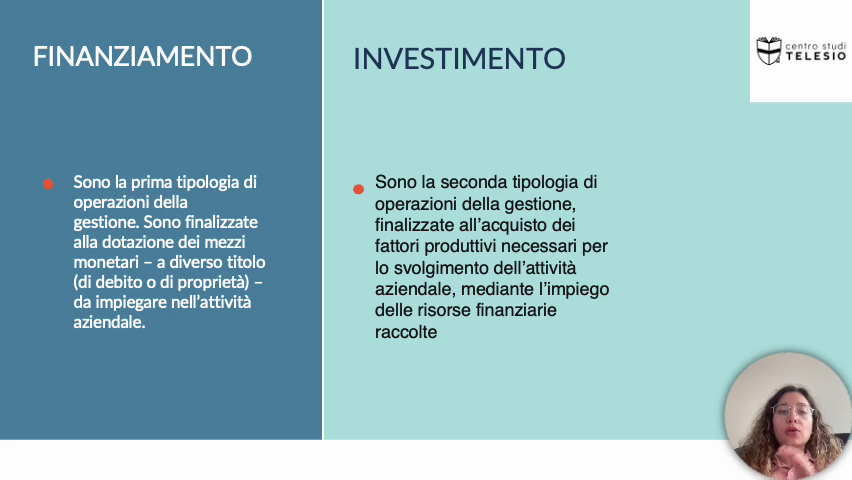 FINANZIAMENTO
Sono la prima tipologia di
operazioni della
gestione. Sono finalizzate
alla dotazione dei mezzi
monetari – a diverso titolo
(di debito o di proprietà) –
da impiegare nell'attività
aziendale.
INVESTIMENTO
Sono la seconda tipologia di
operazioni della gestione,
finalizzate all'acquisto dei
fattori produttivi necessari per
lo svolgimento dell'attività
aziendale, mediante l'impiego
delle risorse finanziarie
raccolte
centro studi
TELESIO